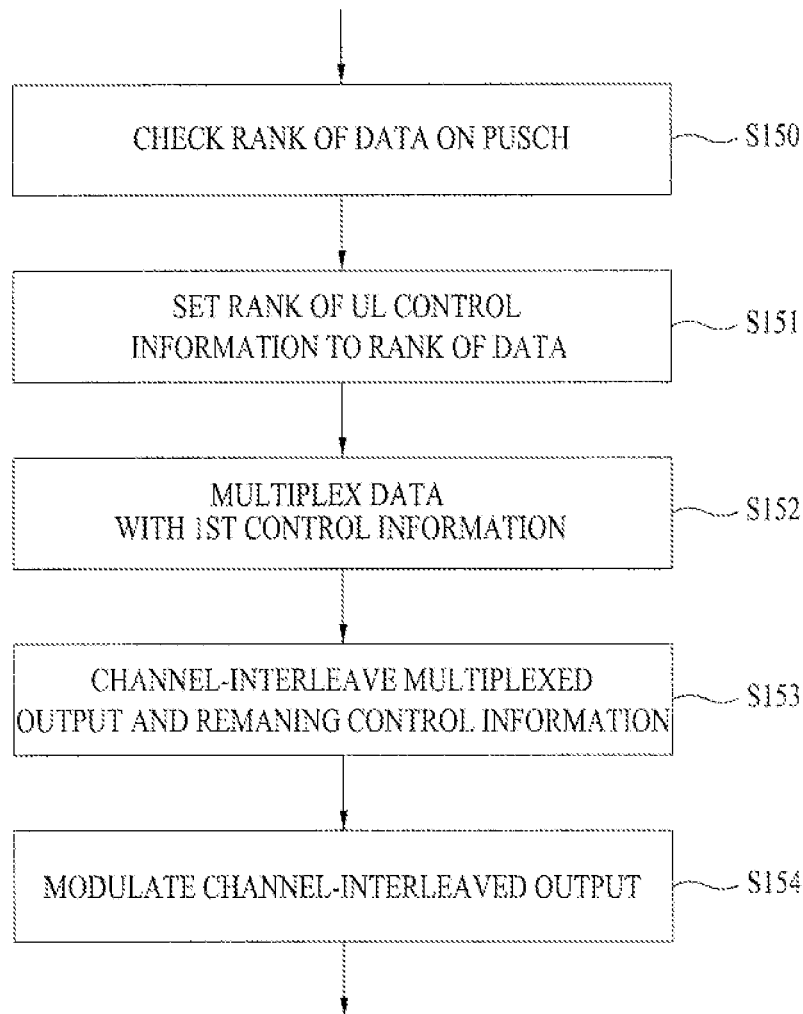 CHECK RANK OF DATA ON PUSCH
S150
SET RANK OF UL CONTROL
INFORMATION TO RANK OF DATA
S151
MULTIPLEX DATA
WITH 1ST CONTROL INFORMATION
S152
CHANNEL-INTERLEAVE MULTIPLEXED
OUTPUT AND REMANING CONTROL INFORMATION
S153
MODULATE CHANNEL-INTERLEAVED OUTPUT
S154